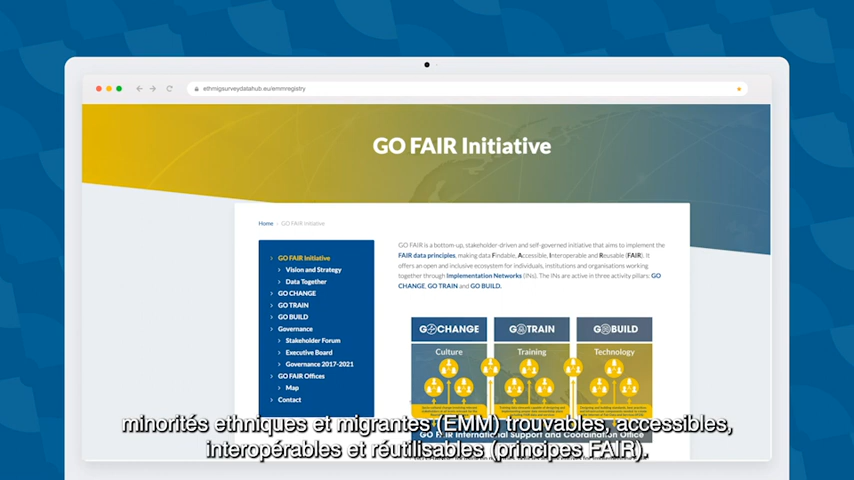 ethmigsurveydatahub.eu/emmregistry
GO FAIR Initiative
Home › GO FAIR Initiative
GO FAIR Initiative
Vision and Strategy
Data Together
GO CHANGE
GO TRAIN
GO BUILD
Governance
Stakeholder Forum
Executive Board
Governance 2017-2021
GO FAIR Offices
Map
Contact
GO FAIR is a bottom-up, stakeholder-driven and self-governed initiative that aims to implement the
FAIR data principles, making data Findable, Accessible, Interoperable and Reusable (FAIR). It
offers an open and inclusive ecosystem for individuals, institutions and organisations working
together through Implementation Networks (INs). The INs are active in three activity pillars: GO
CHANGE, GO TRAIN and GO BUILD.
GO CHANGE
GO TRAIN
GO BUILD
Culture
Training
Technology
GO FAIR International Support and Coordination Office
minorités ethniques et migrantes (EMM) trouvables, accessibles,
interopérables et réutilisables (principes FAIR).